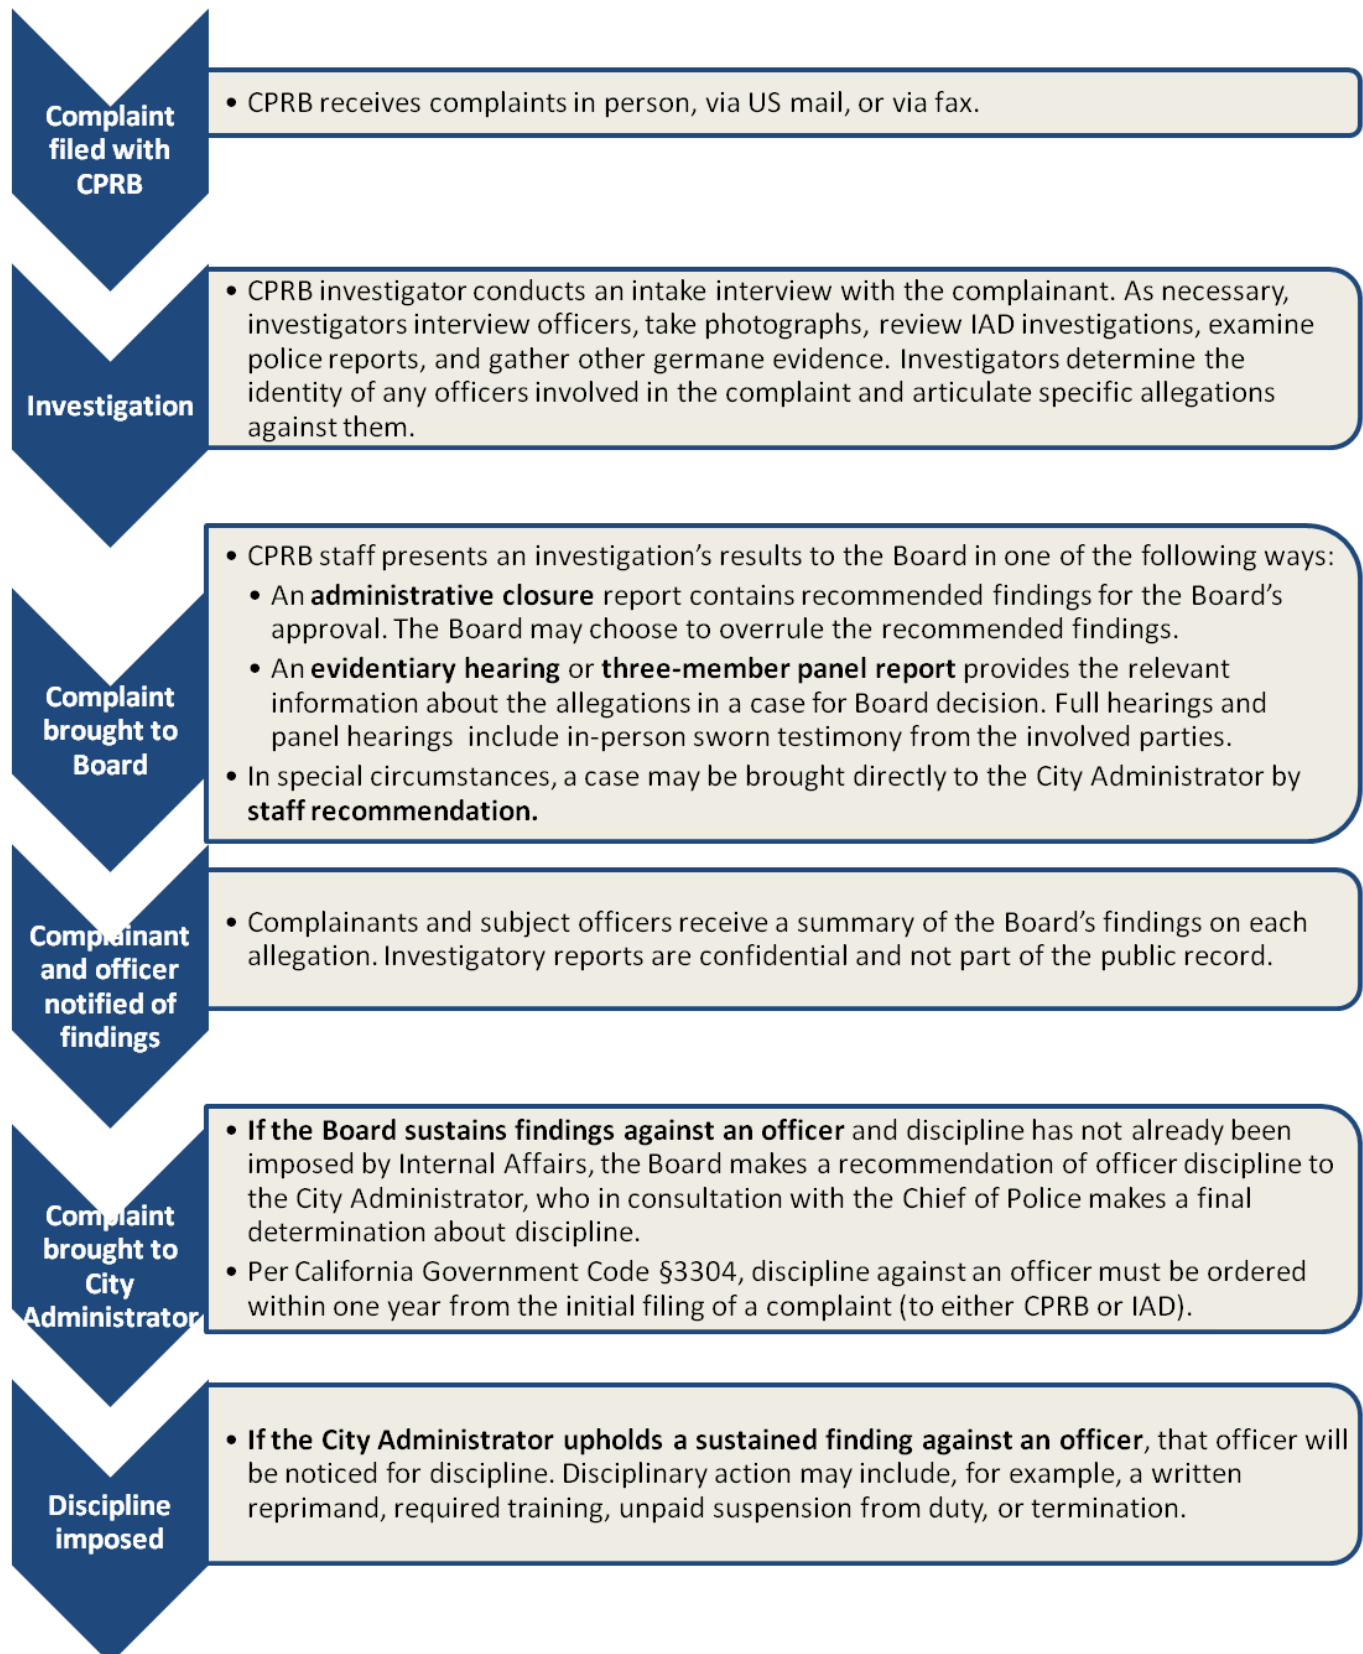 Complaint
filed with
CPRB
• CPRB receives complaints in person, via US mail, or via fax.
Investigation
• CPRB investigator conducts an intake interview with the complainant. As necessary,
investigators interview officers, take photographs, review IAD investigations, examine
police reports, and gather other germane evidence. Investigators determine the
identity of any officers involved in the complaint and articulate specific allegations
against them.
Complaint
brought to
Board
• CPRB staff presents an investigation's results to the Board in one of the following ways:
• An administrative closure report contains recommended findings for the Board's
approval. The Board may choose to overrule the recommended findings.
• An evidentiary hearing or three-member panel report provides the relevant
information about the allegations in a case for Board decision. Full hearings and
panel hearings include in-person sworn testimony from the involved parties.
• In special circumstances, a case may be brought directly to the City Administrator by
staff recommendation.
Complainant
and officer
notified of
findings
• Complainants and subject officers receive a summary of the Board's findings on each
allegation. Investigatory reports are confidential and not part of the public record.
Complaint
brought to
City
Administrator
• If the Board sustains findings against an officer and discipline has not already been
imposed by Internal Affairs, the Board makes a recommendation of officer discipline to
the City Administrator, who in consultation with the Chief of Police makes a final
determination about discipline.
• Per California Government Code §3304, discipline against an officer must be ordered
within one year from the initial filing of a complaint (to either CPRB or IAD).
Discipline
imposed
• If the City Administrator upholds a sustained finding against an officer, that officer will
be noticed for discipline. Disciplinary action may include, for example, a written
reprimand, required training, unpaid suspension from duty, or termination.